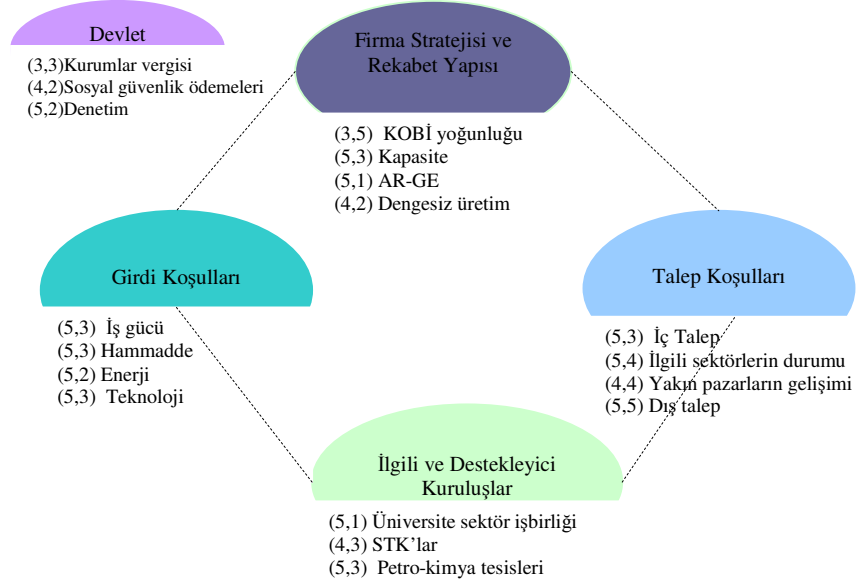 Devlet
(3,3)Kurumlar vergisi
(4,2)Sosyal güvenlik ödemeleri
(5,2)Denetim
Firma Stratejisi ve
Rekabet Yapısı
(3,5) KOBİ yoğunluğu
(5,3) Kapasite
(5,1) AR-GE
(4,2) Dengesiz üretim
Girdi Koşulları
(5,3) İş gücü
(5,3) Hammadde
(5,2) Enerji
(5,3) Teknoloji
Talep Koşulları
(5,3) İç Talep
(5,4) İlgili sektörlerin durumu
(4,4) Yakın pazarların gelişimi
(5,5) Dış talep
İlgili ve Destekleyici
Kuruluşlar
(5,1) Üniversite sektör işbirliği
(4,3) STK’lar
(5,3) Petro-kimya tesisleri